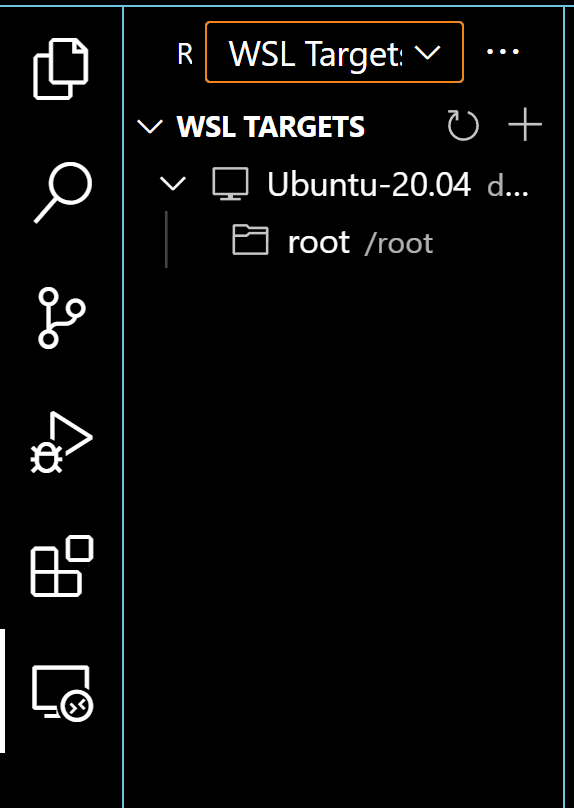 R WSL Targets ...
WSL TARGETS
Ubuntu-20.04 d...
root /root